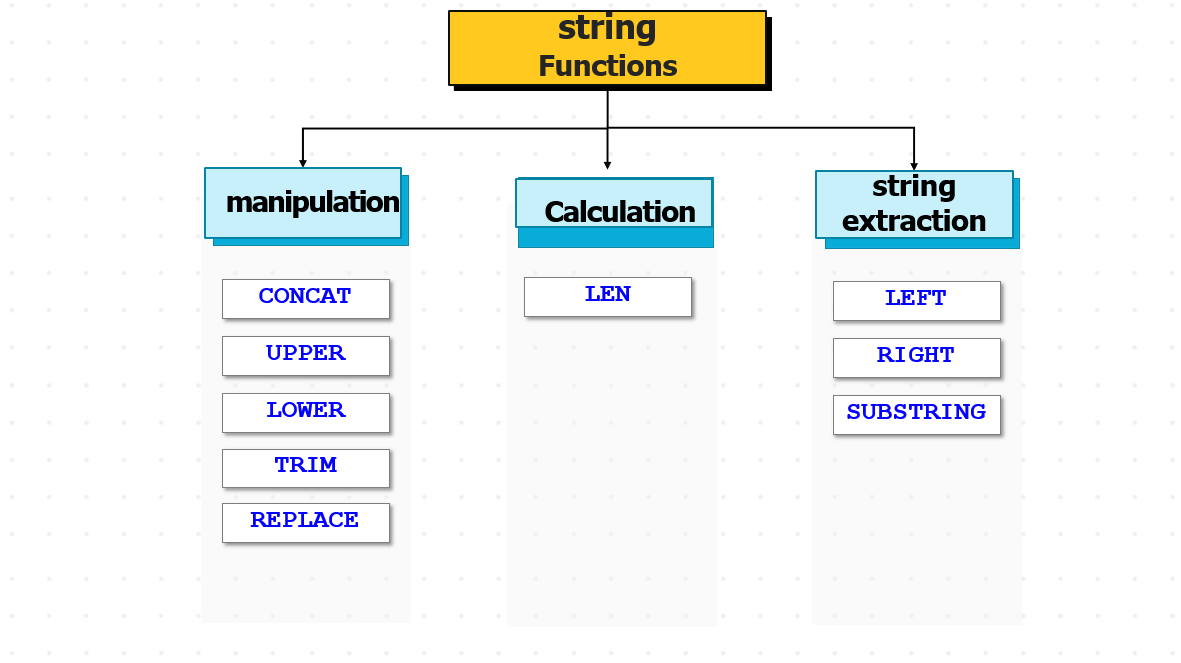 string
Functions
manipulation
CONCAT
UPPER
LOWER
TRIM
REPLACE
Calculation
LEN
string
extraction
LEFT
RIGHT
SUBSTRING